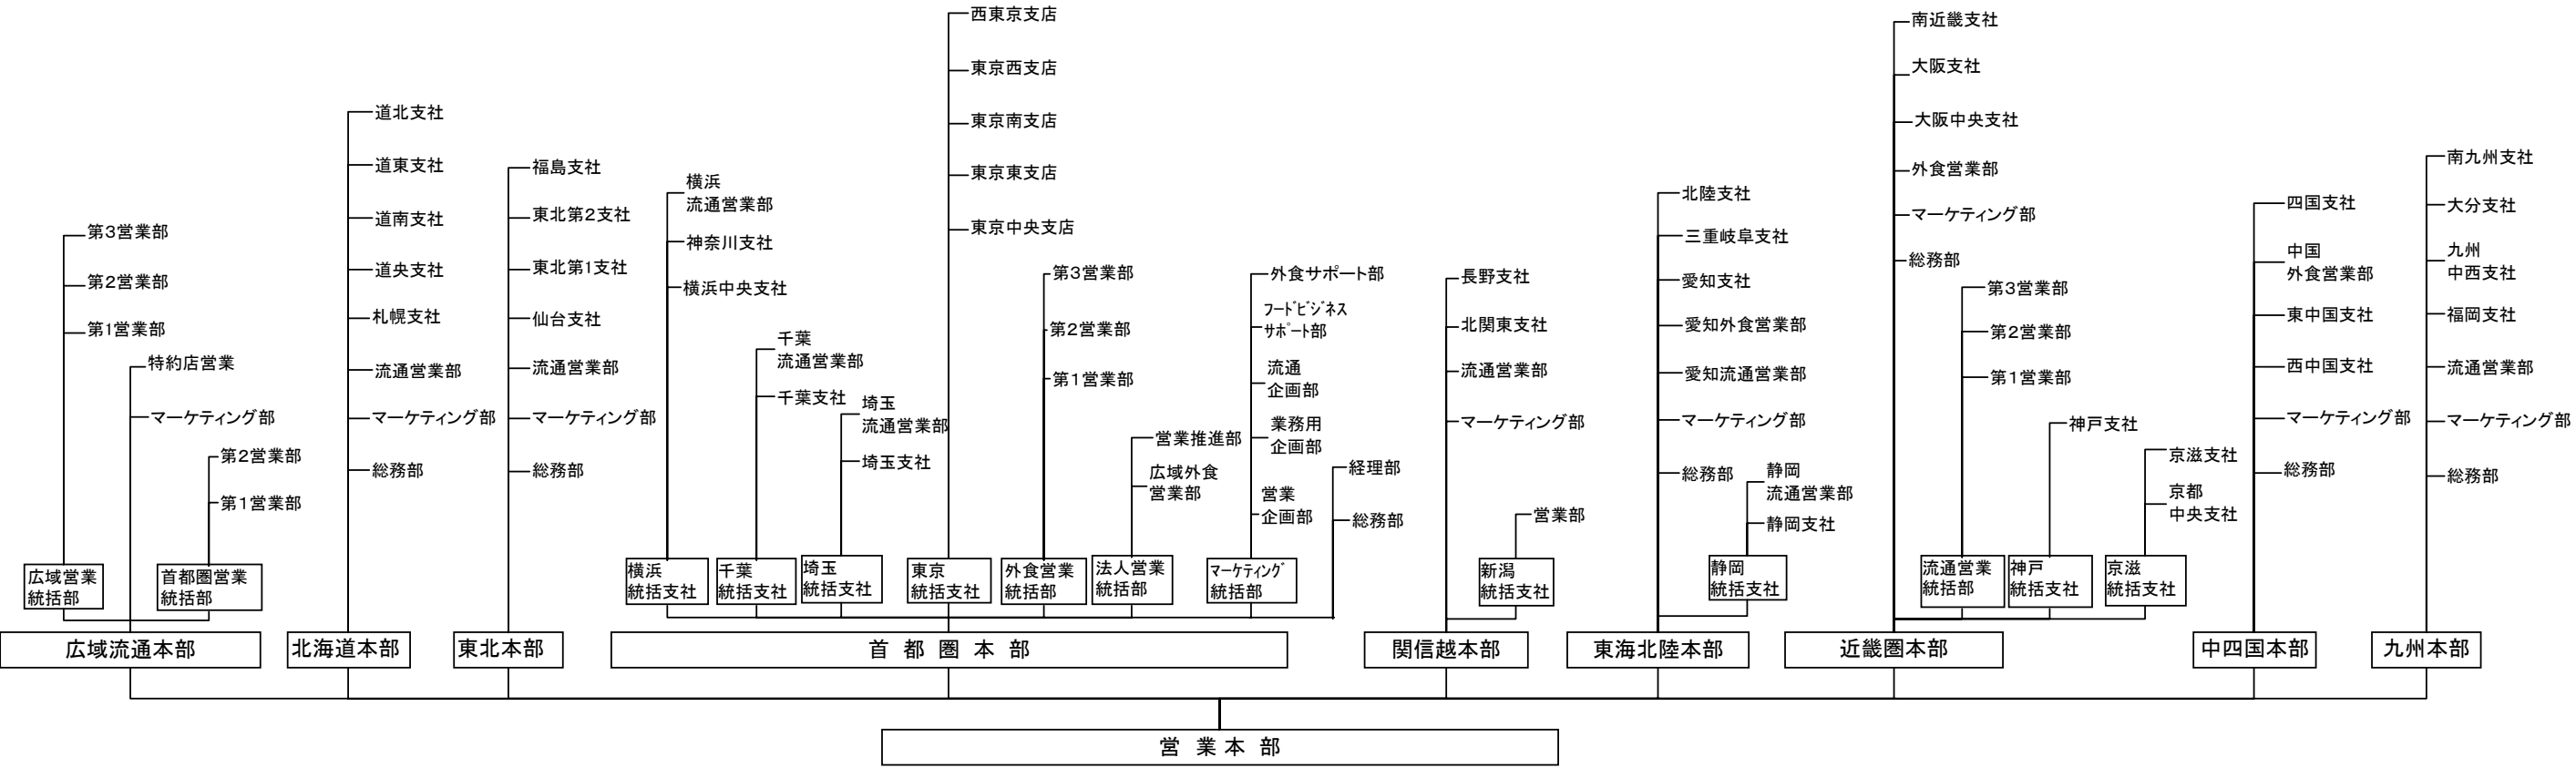 第3営業部
第2営業部
第1営業部
特約店営業
マーケティング部
第2営業部
第1営業部
広域営業
統括部
首都圏営業
統括部
広域流通本部
道北支社
道東支社
道南支社
道央支社
札幌支社
流通営業部
マーケティング部
総務部
北海道本部
福島支社
東北第2支社
東北第1支社
仙台支社
流通営業部
マーケティング部
総務部
東北本部
横浜
流通営業部
神奈川支社
横浜中央支社
横浜
統括支社
千葉
流通営業部
千葉支社
千葉
統括支社
埼玉
流通営業部
埼玉支社
埼玉
統括支社
西東京支店
東京西支店
東京南支店
東京東支店
東京中央支店
東京
統括支社
第3営業部
第2営業部
第1営業部
外食営業
統括部
営業推進部
広域外食
営業部
法人営業
統括部
外食サポート部
フードビジネス
サポート部
流通
企画部
業務用
企画部
営業
企画部
マーケティング
統括部
経理部
総務部
首都圏本部
長野支社
北関東支社
流通営業部
マーケティング部
営業部
新潟
統括支社
関信越本部
北陸支社
三重岐阜支社
愛知支社
愛知外食営業部
愛知流通営業部
マーケティング部
総務部
静岡
流通営業部
静岡支社
静岡
統括支社
東海北陸本部
南近畿支社
大阪支社
大阪中央支社
外食営業部
マーケティング部
総務部
第3営業部
第2営業部
第1営業部
流通営業
統括部
神戸支社
神戸
統括支社
京滋支社
京都
中央支社
京滋
統括支社
近畿圏本部
四国支社
中国
外食営業部
東中国支社
西中国支社
マーケティング部
総務部
中四国本部
南九州支社
大分支社
九州
中西支社
福岡支社
流通営業部
マーケティング部
総務部
九州本部
営業本部